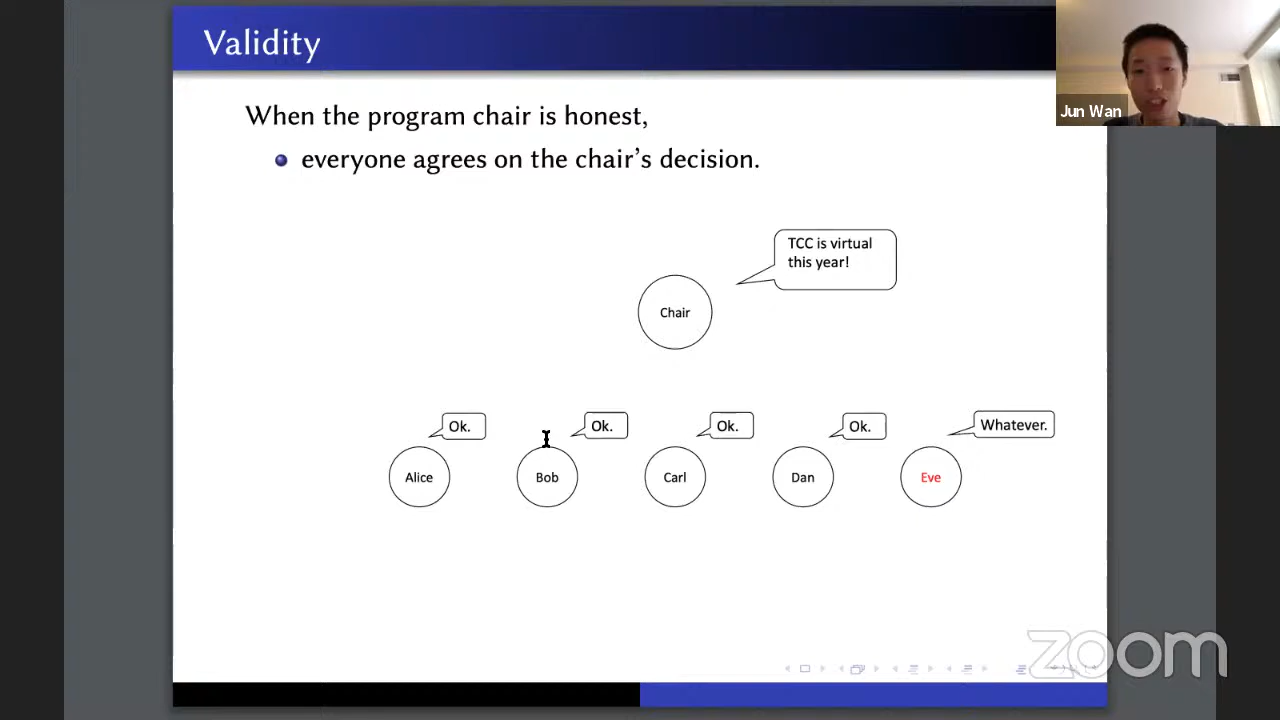 Validity
Jun Wan
When the program chair is honest,
everyone agrees on the chair's decision.
TCC is virtual
this year!
Chair
Ok.
Ok.
Ok.
Ok.
Whatever.
Alice
Bob
Carl
Dan
Eve
zoom